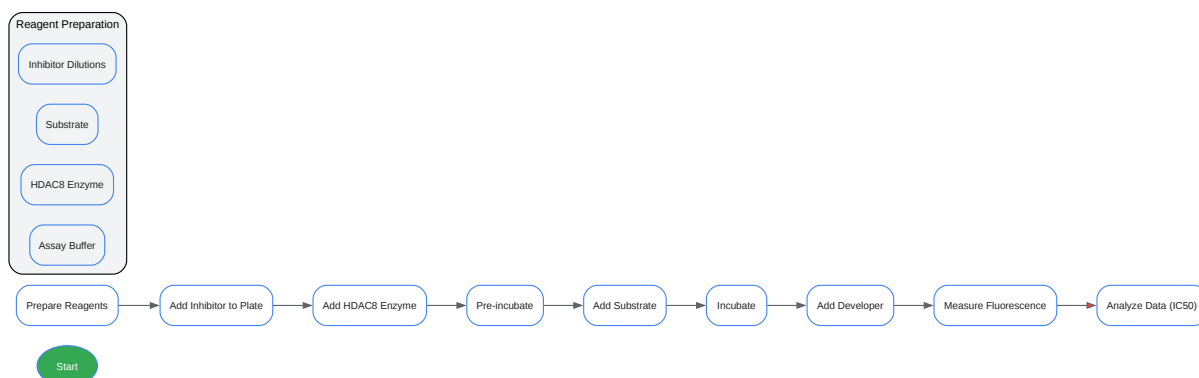 Reagent Preparation
Inhibitor Dilutions
Substrate
HDAC8 Enzyme
Assay Buffer
Prepare Reagents
Add Inhibitor to Plate
Add HDAC8 Enzyme
Pre-incubate
Add Substrate
Incubate
Add Developer
Measure Fluorescence
Analyze Data (IC50)
Start